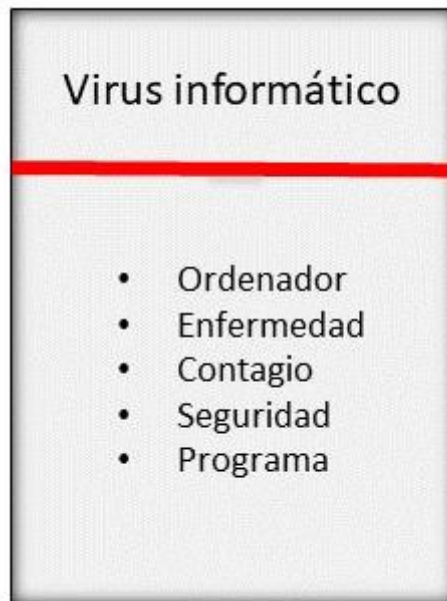 Virus informático
• Ordenador
• Enfermedad
• Contagio
• Seguridad
• Programa